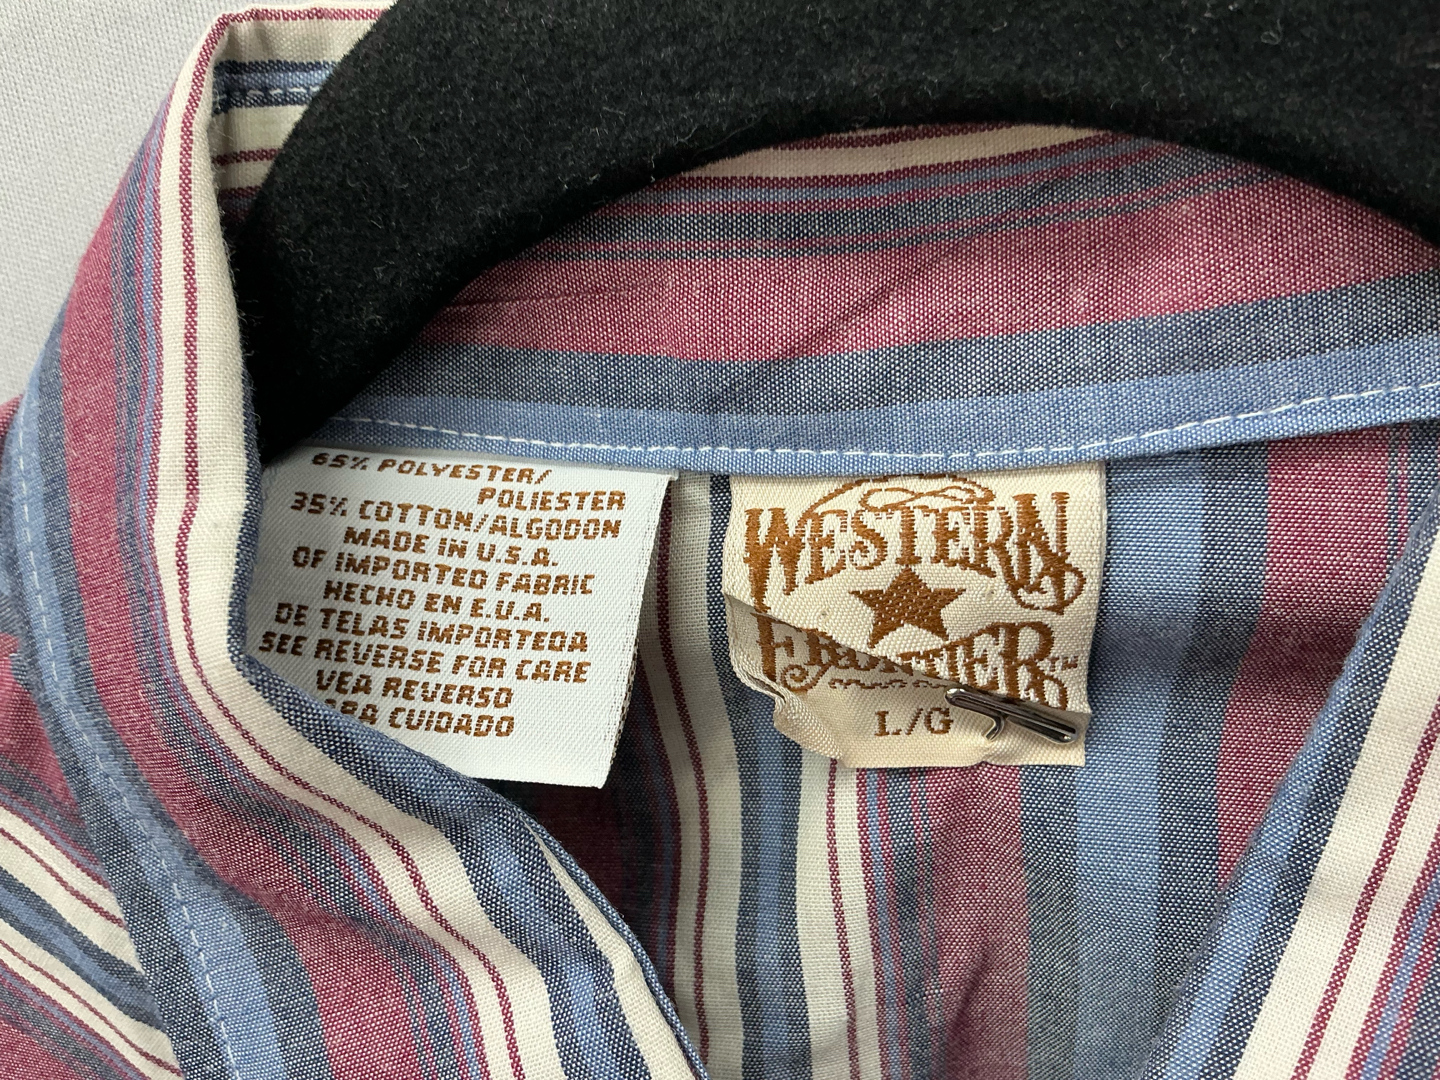 65% POLYESTER/
POLIESTER
35% COTTON/ALGODON
MADE IN U.S.A.
OF IMPORTED FABRIC
HECHO EN E.U.A.
DE TELAS IMPORTEDA
SEE REVERSE FOR CARE
VEA REVERSO
CUIDADO
WESTERN
FRONTIER™
L/G